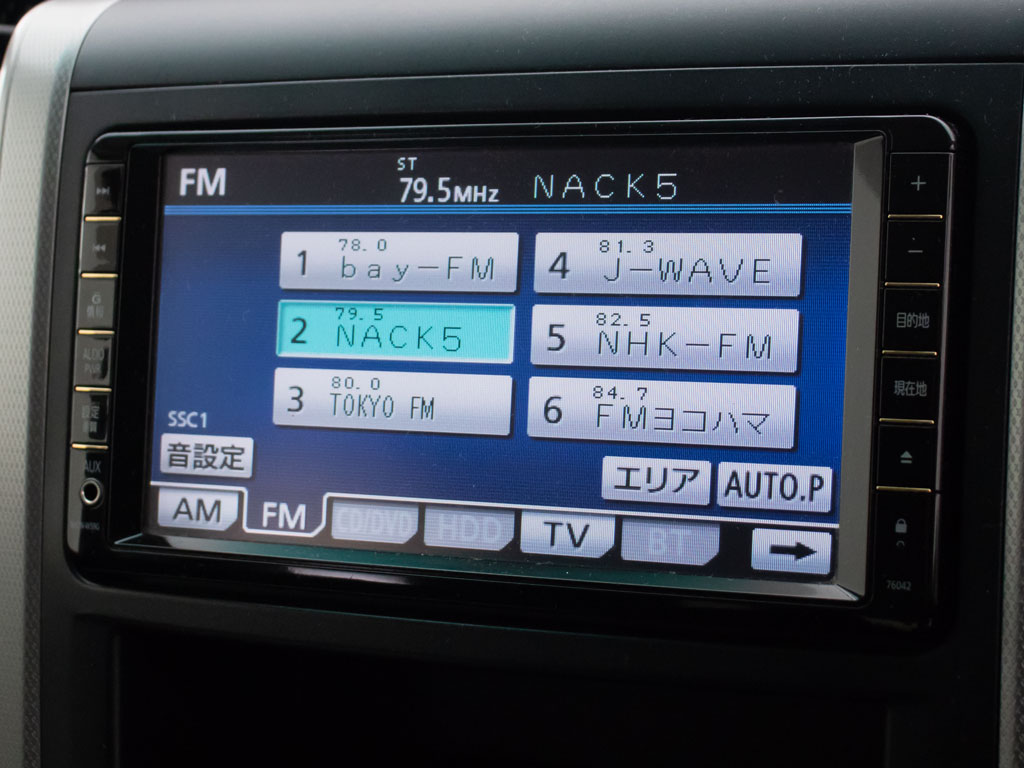 FM
ST
79.5MHz NACK5
1 78.0
bay-FM
4 81.3
J-WAVE
2 79.5
NACK5
5 82.5
NHK-FM
3 80.0
TOKYO FM
6 84.7
FMヨコハマ
SSC1
音設定
エリア
AUTO.P
AM
FM
CD/DVD
HDD
TV
BT
G
情報
AUX
+
-
目的地
現在地
76042